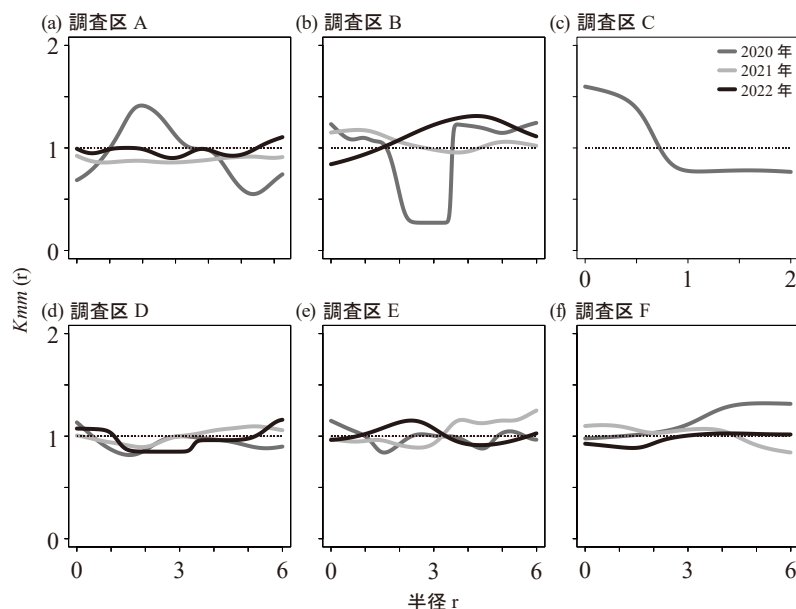 (a) 調査区 A
(b) 調査区 B
(c) 調査区 C
2
1
0
2020 年
2021 年
2022 年
0 1 2
Kmm (r)
(d) 調査区 D
(e) 調査区 E
(f) 調査区 F
2
1
0
0 3 6
0 3 6
0 3 6
半径 r